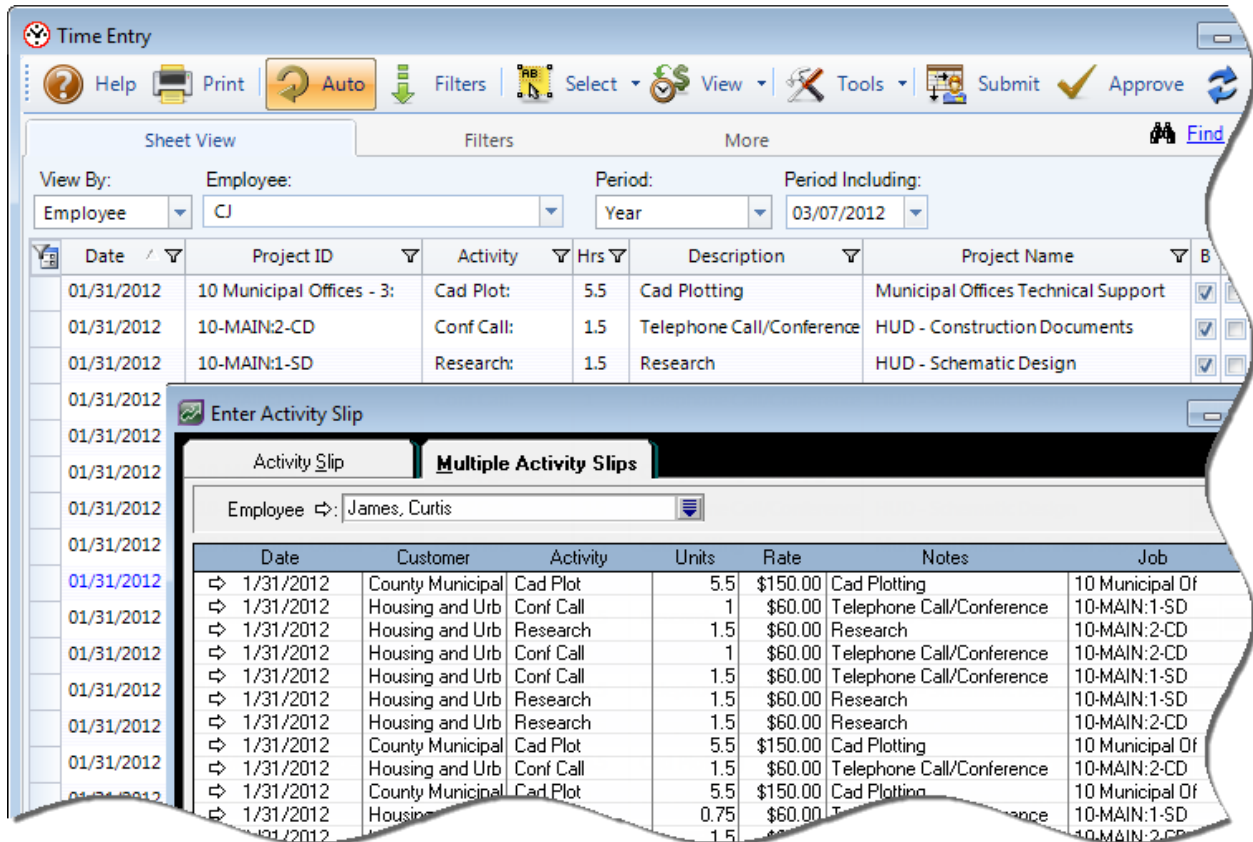 Time Entry
Help Print Auto Filters AB Select View Tools Submit Approve
Sheet View Filters More Find
View By: Employee: Period: Period Including:
Employee CJ Year 03/07/2012
Date Project ID Activity Hrs Description Project Name B
01/31/2012 10 Municipal Offices - 3: Cad Plot: 5.5 Cad Plotting Municipal Offices Technical Support
01/31/2012 10-MAIN:2-CD Conf Call: 1.5 Telephone Call/Conference HUD - Construction Documents
01/31/2012 10-MAIN:1-SD Research: 1.5 Research HUD - Schematic Design
01/31/2012
01/31/2012
01/31/2012
01/31/2012
01/31/2012
01/31/2012
01/31/2012
01/31/2012
01/31/2012
01/31/2012
01/31/2012
01/31/2012
Enter Activity Slip
Activity Slip Multiple Activity Slips
Employee ⇨: James, Curtis
Date Customer Activity Units Rate Notes Job
⇨ 1/31/2012 County Municipal Cad Plot 5.5 $150.00 Cad Plotting 10 Municipal Of
⇨ 1/31/2012 Housing and Urb Conf Call 1 $60.00 Telephone Call/Conference 10-MAIN:1-SD
⇨ 1/31/2012 Housing and Urb Research 1.5 $60.00 Research 10-MAIN:2-CD
⇨ 1/31/2012 Housing and Urb Conf Call 1 $60.00 Telephone Call/Conference 10-MAIN:2-CD
⇨ 1/31/2012 Housing and Urb Conf Call 1.5 $60.00 Telephone Call/Conference 10-MAIN:1-SD
⇨ 1/31/2012 Housing and Urb Research 1.5 $60.00 Research 10-MAIN:1-SD
⇨ 1/31/2012 Housing and Urb Research 1.5 $60.00 Research 10-MAIN:2-CD
⇨ 1/31/2012 County Municipal Cad Plot 5.5 $150.00 Cad Plotting 10 Municipal Of
⇨ 1/31/2012 Housing and Urb Conf Call 1.5 $60.00 Telephone Call/Conference 10-MAIN:2-CD
⇨ 1/31/2012 County Municipal Cad Plot 5.5 $150.00 Cad Plotting 10 Municipal Of
⇨ 1/31/2012 Housing 0.75 $60.00 10-MAIN:1-SD
1.5